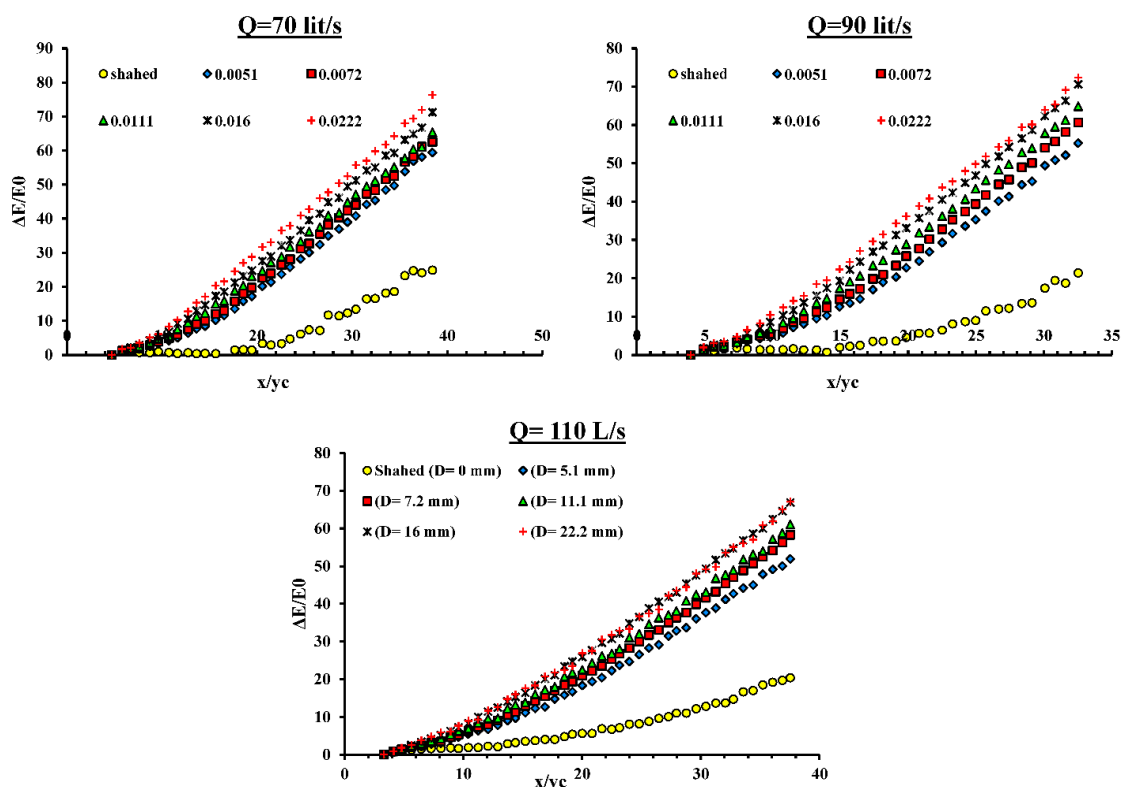 Q=70 lit/s
90
80
70
60
50
40
30
20
10
0
ΔE/E0
shahed 0.0051 0.0072
0.0111 0.016 0.0222
0 20 30 40 50
x/yc
Q=90 lit/s
80
70
60
50
40
30
20
10
0
ΔE/E0
shahed 0.0051 0.0072
0.0111 0.016 0.0222
0 5 15 20 25 30 35
x/yc
Q= 110 L/s
80
70
60
50
40
30
20
10
0
ΔE/E0
Shahed (D= 0 mm) (D= 5.1 mm)
(D= 7.2 mm) (D= 11.1 mm)
(D= 16 mm) (D= 22.2 mm)
0 10 20 30 40
x/yc